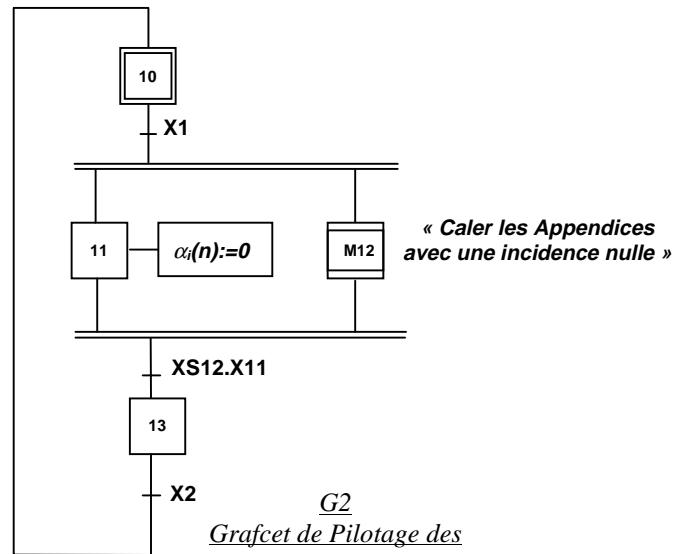 10
X1
11
αi(n):=0
M12
« Caler les Appendices
avec une incidence nulle »
XS12.X11
13
X2
G2
Grafcet de Pilotage des